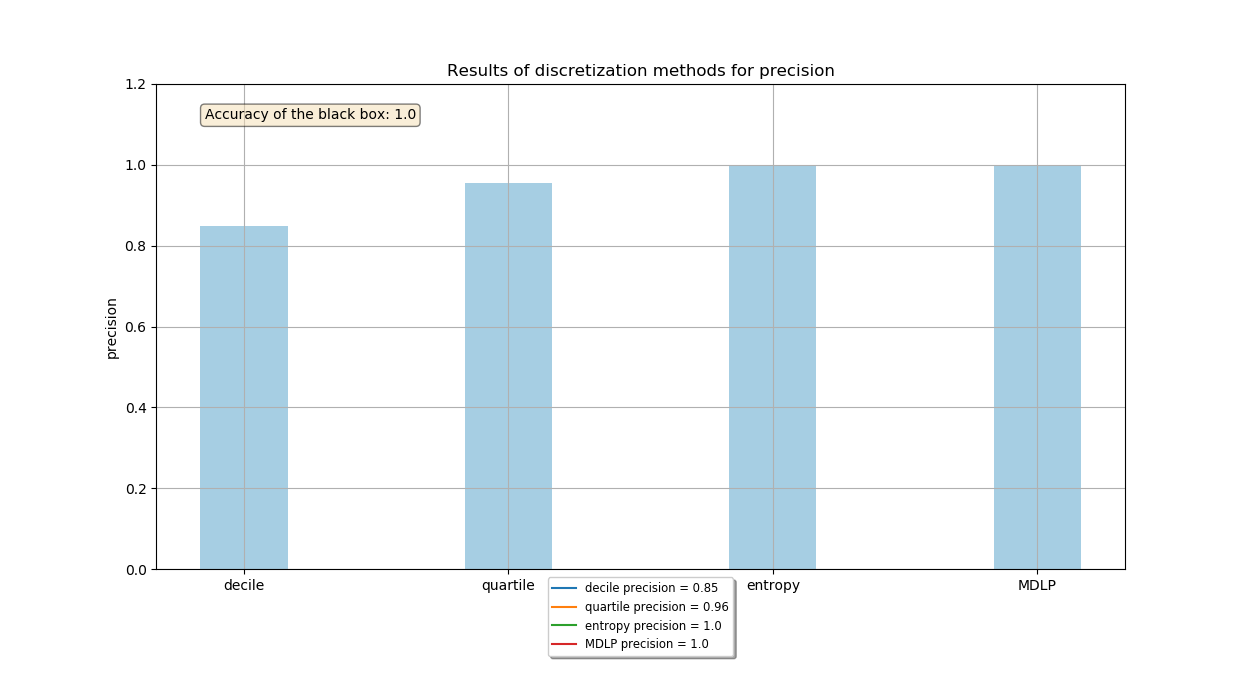 Results of discretization methods for precision
1.2
Accuracy of the black box: 1.0
1.0
0.8
0.6
precision
0.4
0.2
0.0
decile
quartile
entropy
MDLP
decile precision = 0.85
quartile precision = 0.96
entropy precision = 1.0
MDLP precision = 1.0